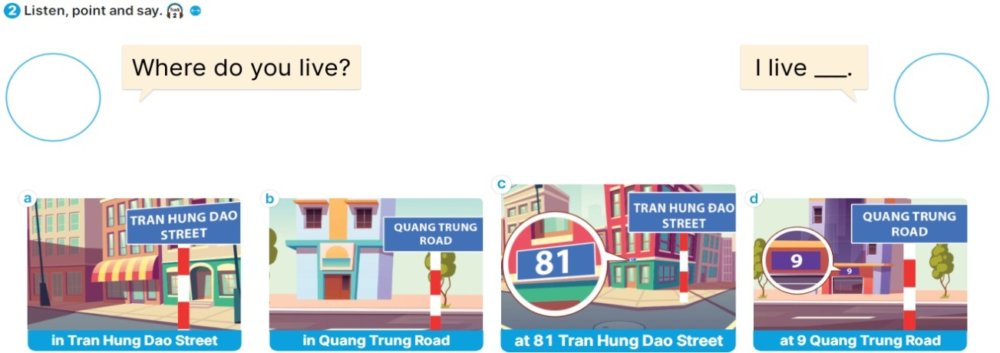 2 Listen, point and say. Track 2
Where do you live?
I live ___.
a
TRAN HUNG DAO
STREET
in Tran Hung Dao Street
b
QUANG TRUNG
ROAD
in Quang Trung Road
c
TRAN HUNG ĐAO
STREET
81
at 81 Tran Hung Dao Street
d
QUANG TRUNG
ROAD
9
9
at 9 Quang Trung Road